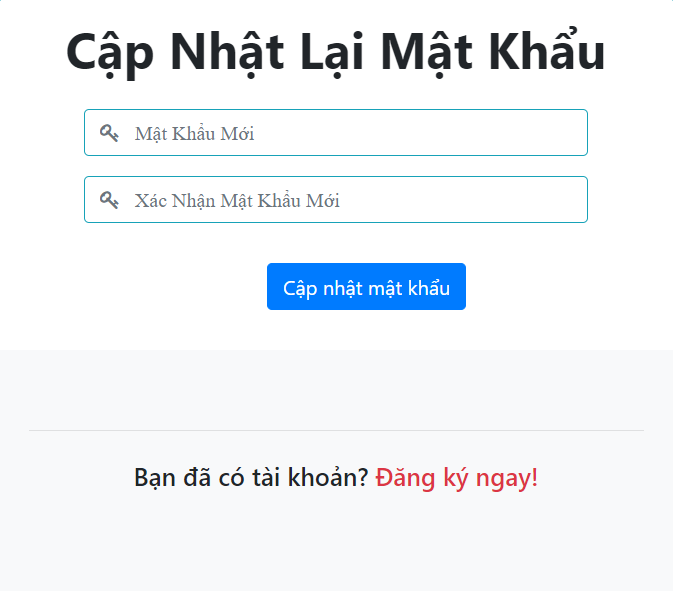 Cập Nhật Lại Mật Khẩu
Mật Khẩu Mới
Xác Nhận Mật Khẩu Mới
Cập nhật mật khẩu
Bạn đã có tài khoản? Đăng ký ngay!